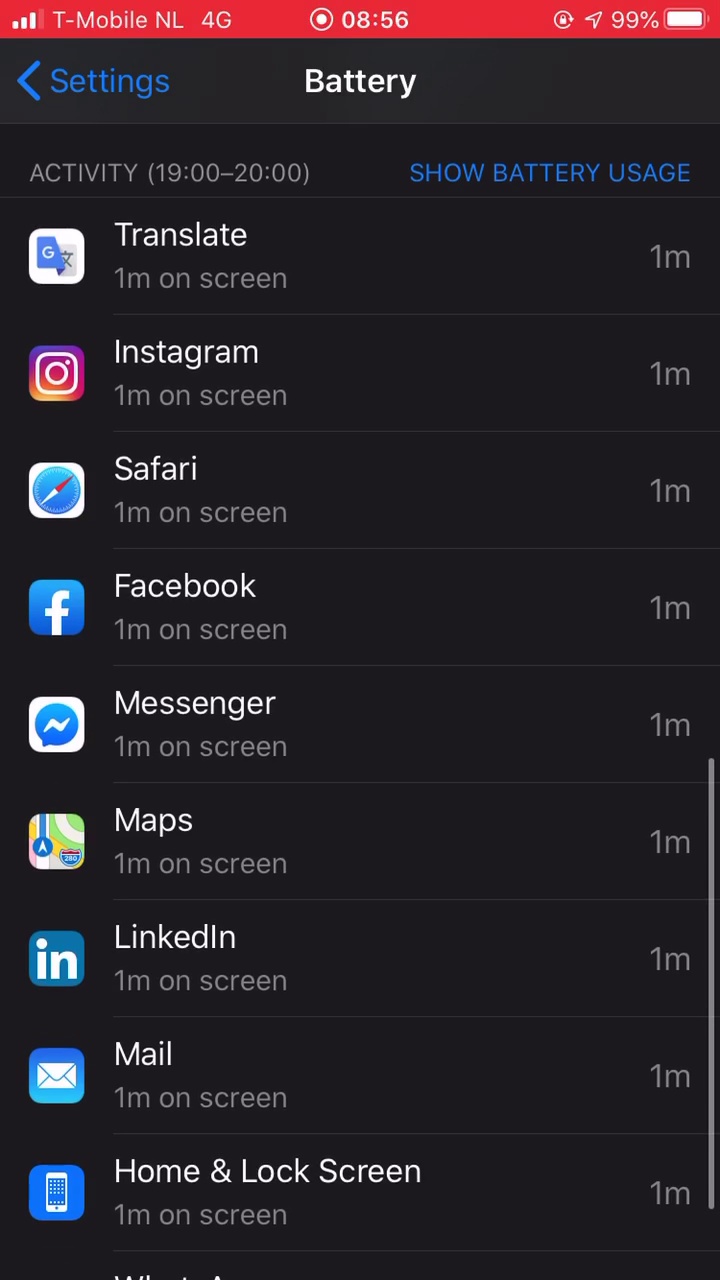 T-Mobile NL 4G 08:56 99%
Settings Battery
ACTIVITY (19:00–20:00) SHOW BATTERY USAGE
Translate
1m on screen 1m
Instagram
1m on screen 1m
Safari
1m on screen 1m
Facebook
1m on screen 1m
Messenger
1m on screen 1m
Maps
1m on screen 1m
LinkedIn
1m on screen 1m
Mail
1m on screen 1m
Home & Lock Screen
1m on screen 1m